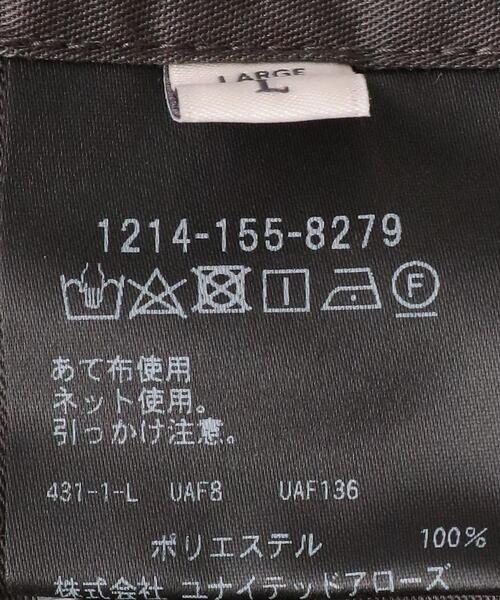 LARGE
L
1214-155-8279
F
あて布使用
ネット使用。
引っかけ注意。
431-1-L UAF8 UAF136
ポリエステル 100%
株式会社 ユナイテッドアローズ